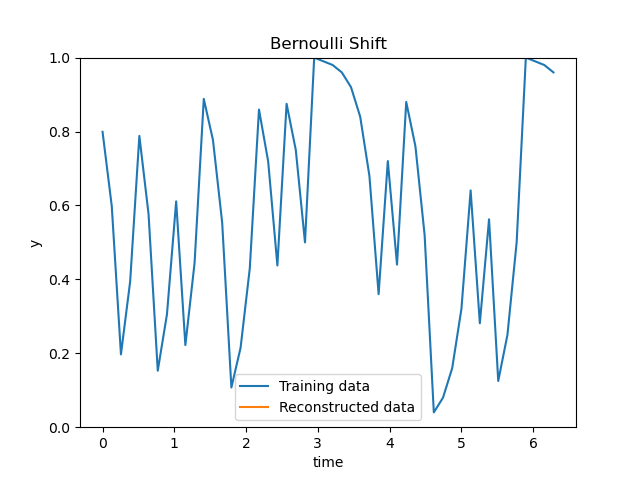 Bernoulli Shift
1.0
0.8
0.6
0.4
0.2
0.0
y
Training data
Reconstructed data
0 1 2 3 4 5 6
time